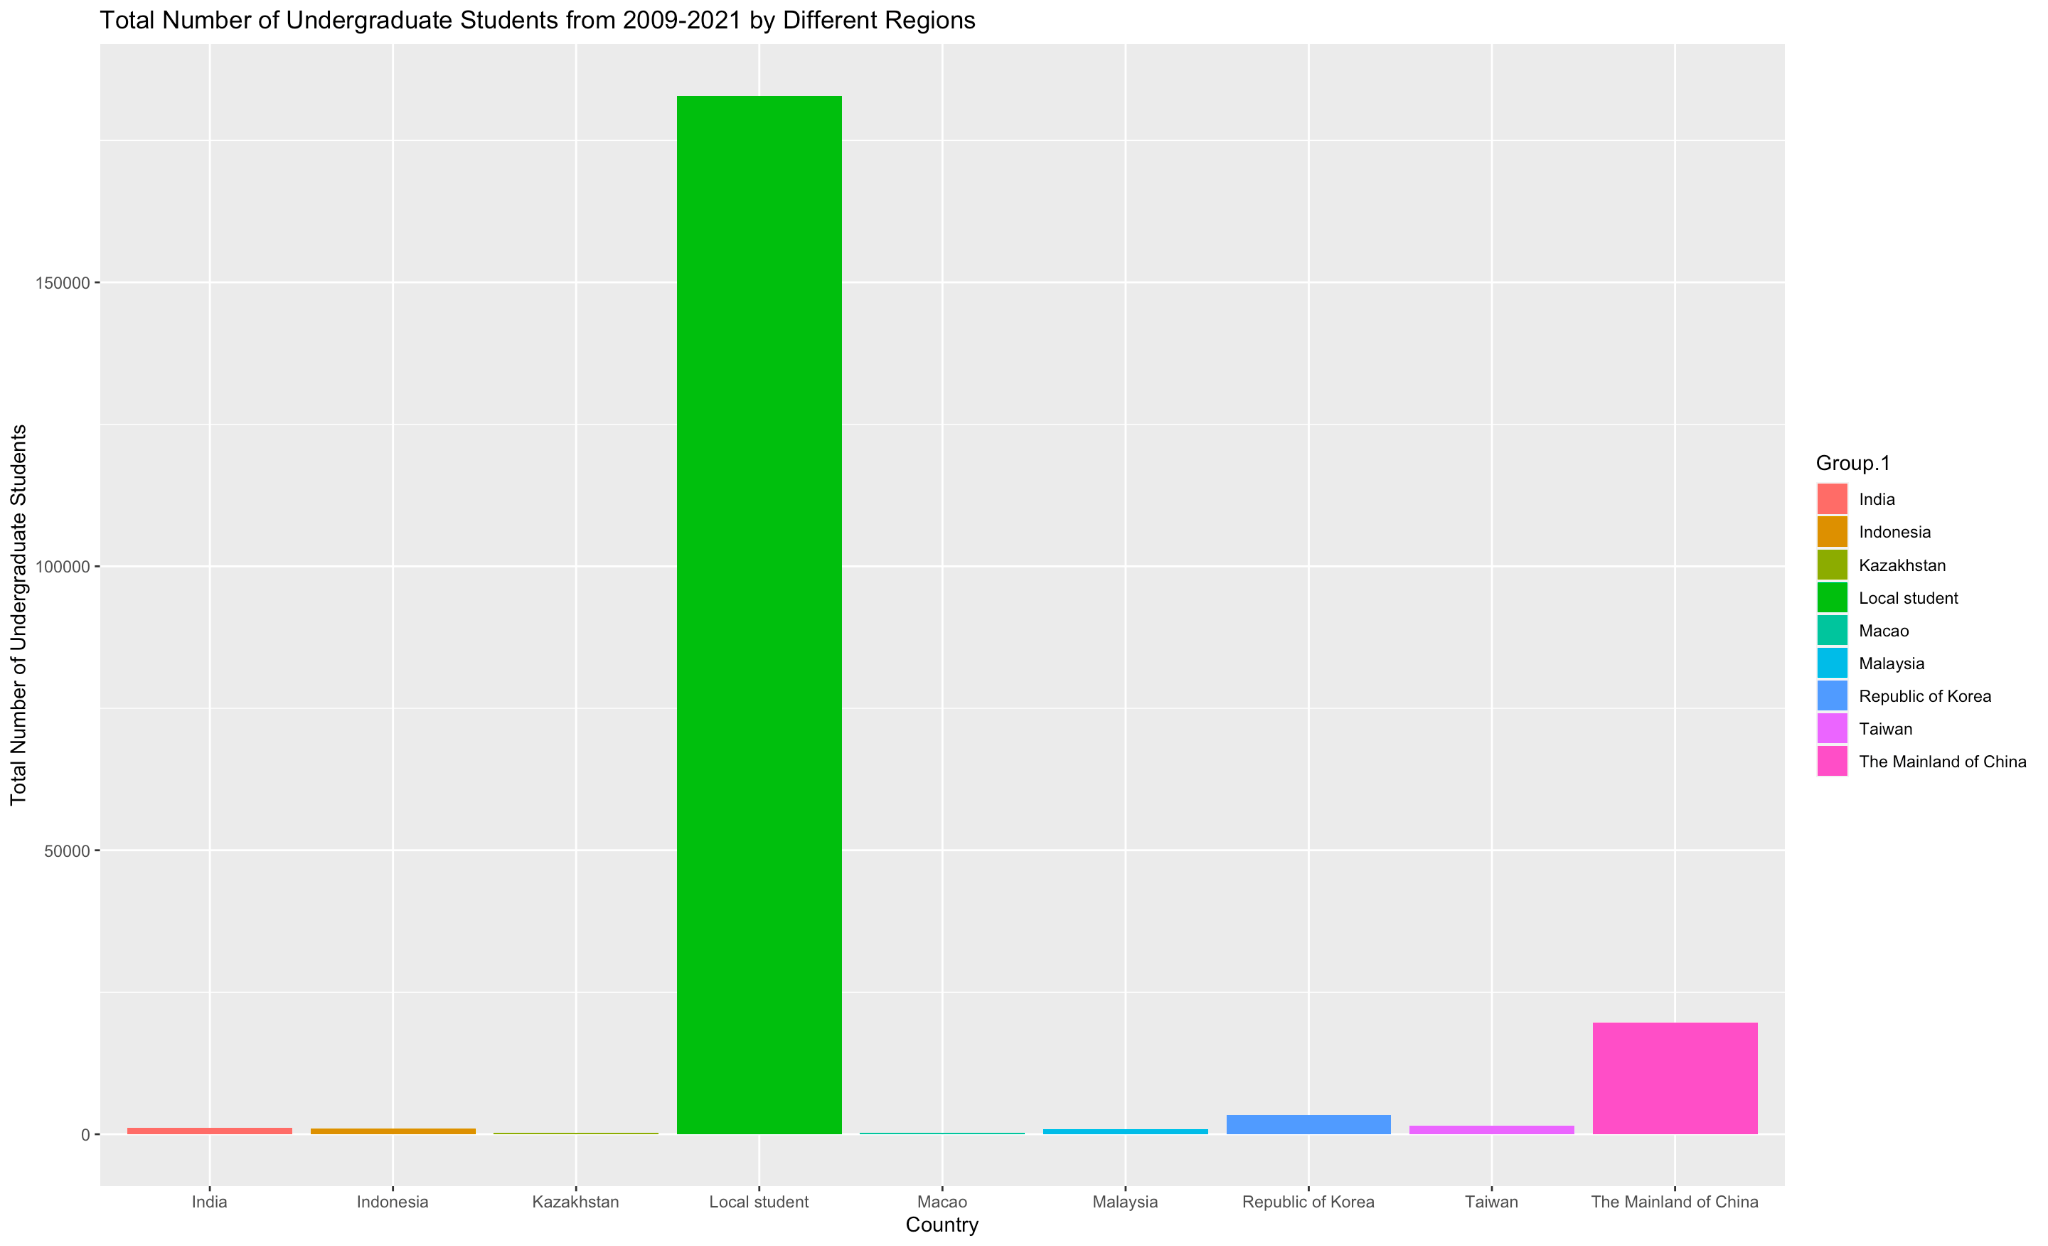 Total Number of Undergraduate Students from 2009-2021 by Different Regions
Total Number of Undergraduate Students
150000
100000
50000
0
India
Indonesia
Kazakhstan
Local student
Macao
Malaysia
Republic of Korea
Taiwan
The Mainland of China
Country
Group.1
India
Indonesia
Kazakhstan
Local student
Macao
Malaysia
Republic of Korea
Taiwan
The Mainland of China